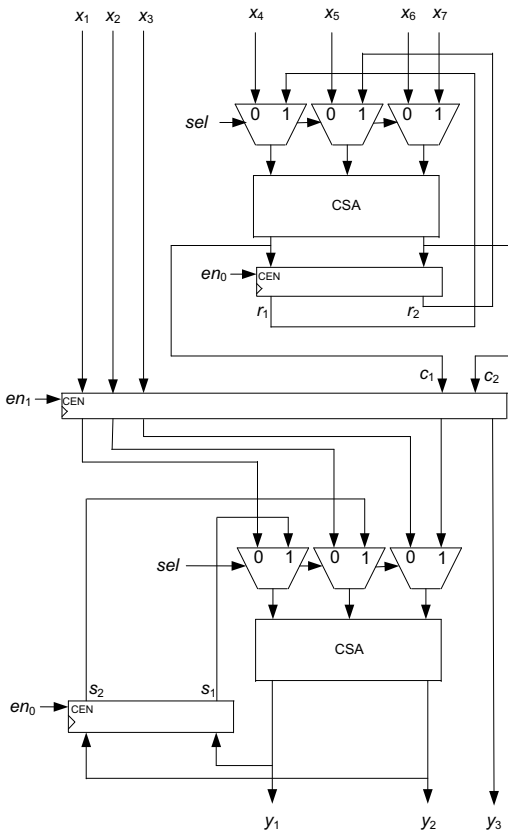 x1 x2 x3 x4 x5 x6 x7
sel 0 1 0 1 0 1
CSA
en0 CEN
r1 r2
c1 c2
en1 CEN
sel 0 1 0 1 0 1
CSA
s2 s1
en0 CEN
y1 y2 y3